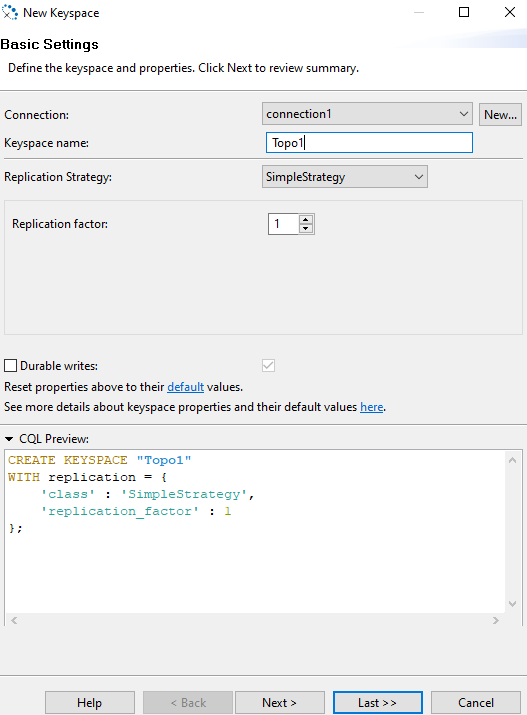 New Keyspace
Basic Settings
Define the keyspace and properties. Click Next to review summary.
Connection: connection1 New...
Keyspace name: Topo1
Replication Strategy: SimpleStrategy
Replication factor: 1
Durable writes:
Reset properties above to their default values.
See more details about keyspace properties and their default values here.
CQL Preview:
CREATE KEYSPACE "Topo1"
WITH replication = {
    'class' : 'SimpleStrategy',
    'replication_factor' : 1
};
Help < Back Next > Last >> Cancel